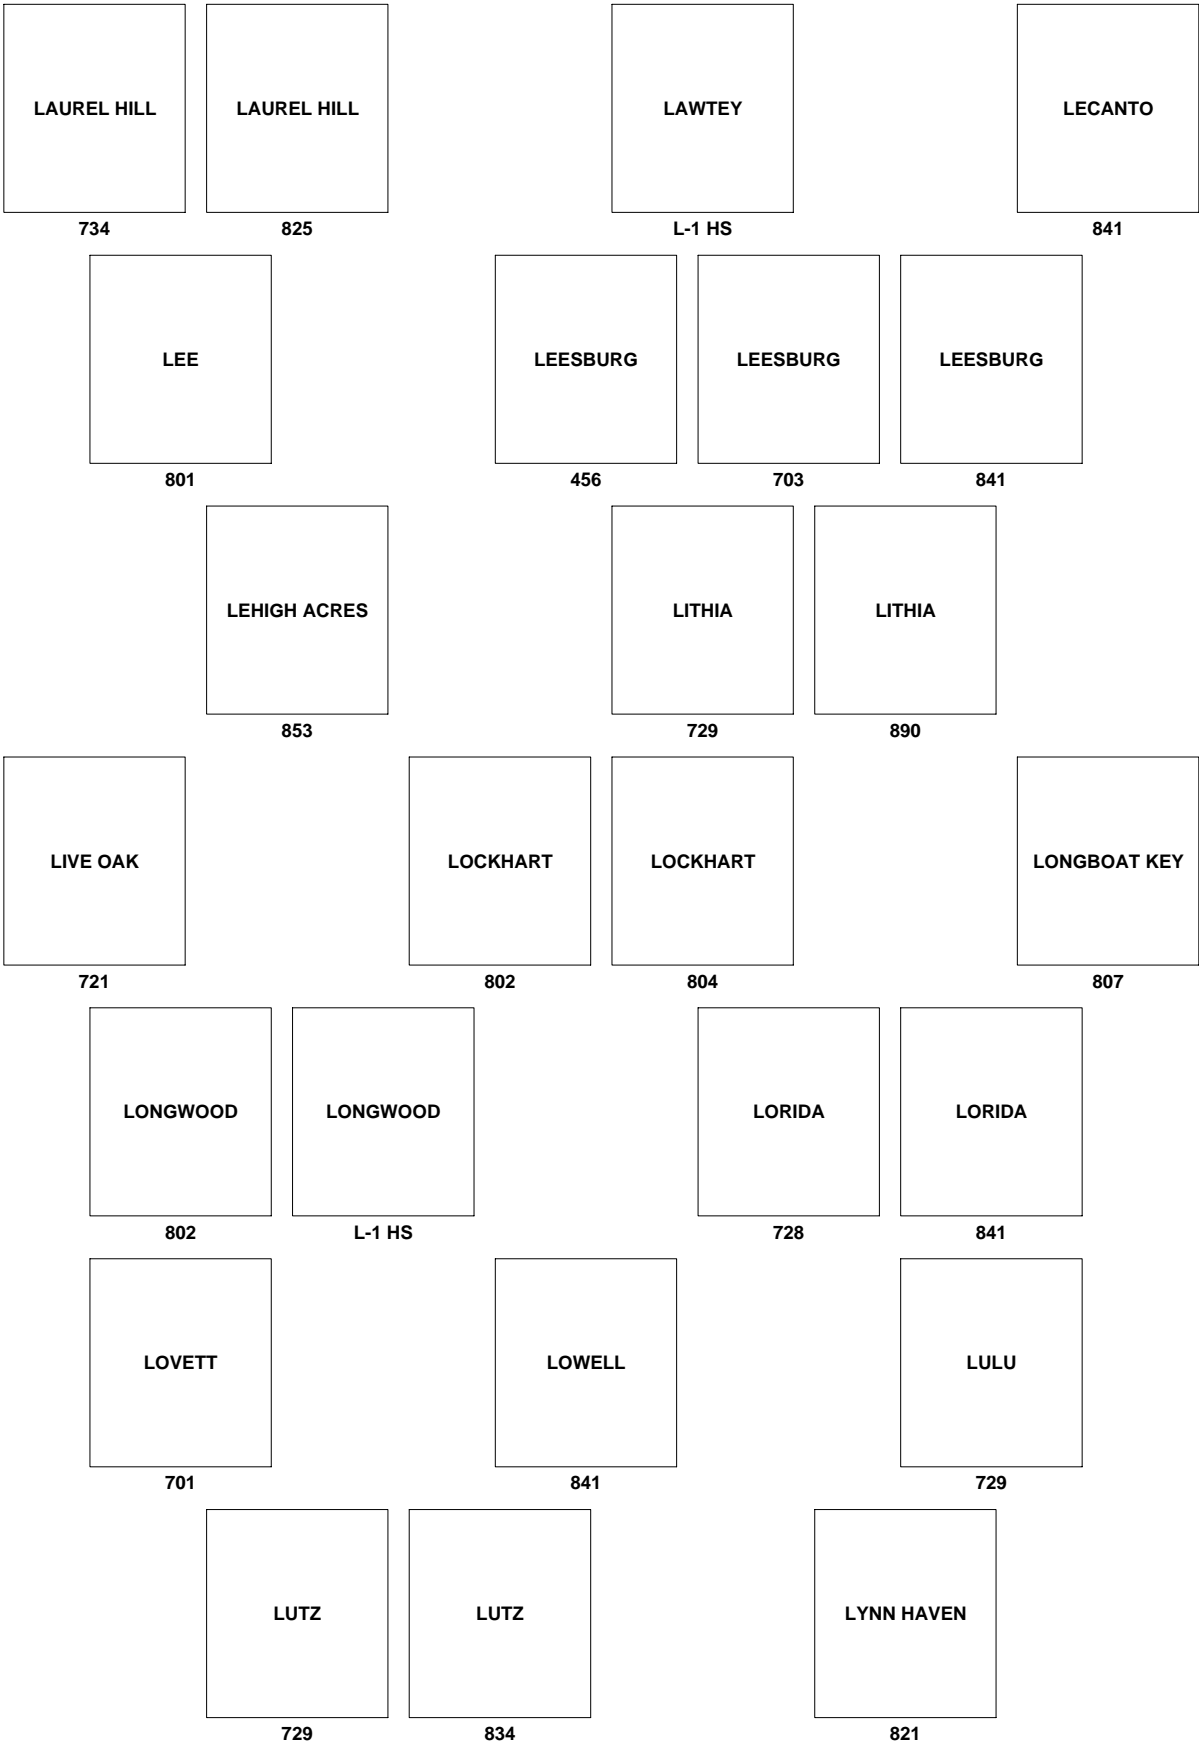 LAUREL HILL LAUREL HILL LAWTEY LECANTO
734 825 L-1 HS 841
LEE LEESBURG LEESBURG LEESBURG
801 456 703 841
LEHIGH ACRES LITHIA LITHIA
853 729 890
LIVE OAK LOCKHART LOCKHART LONGBOAT KEY
721 802 804 807
LONGWOOD LONGWOOD LORIDA LORIDA
802 L-1 HS 728 841
LOVETT LOWELL LULU
701 841 729
LUTZ LUTZ LYNN HAVEN
729 834 821